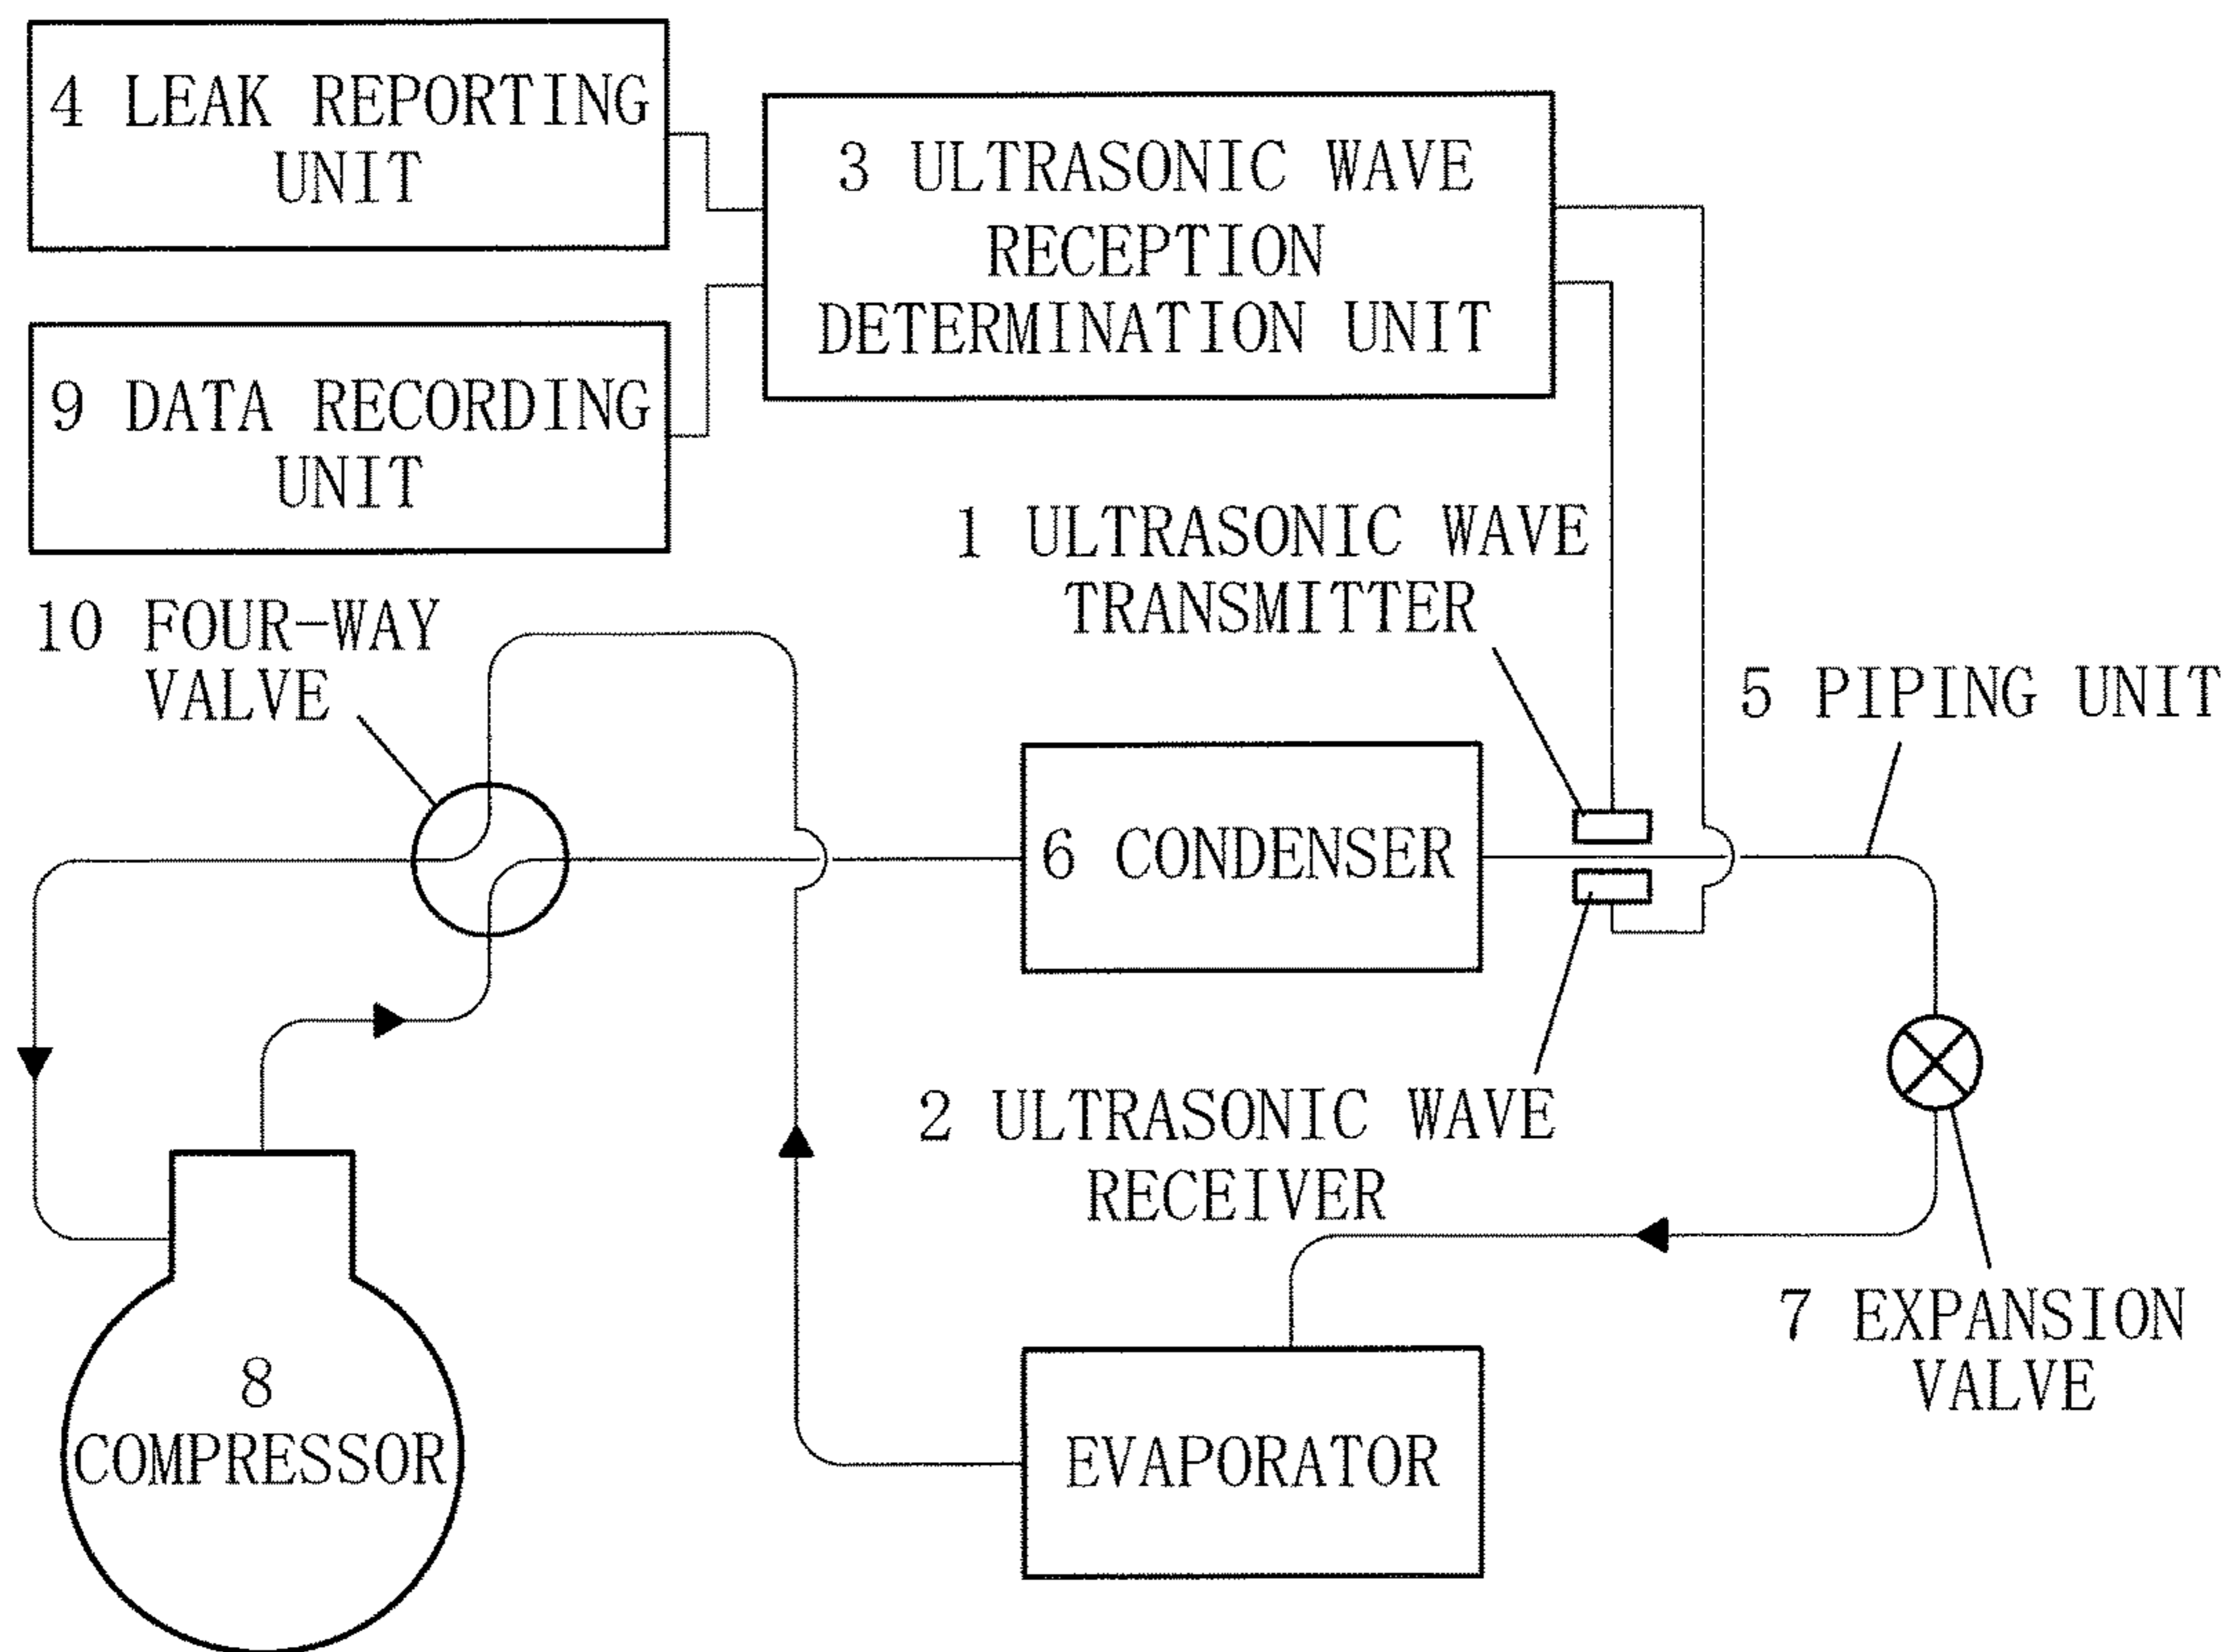 4 LEAK REPORTING
UNIT
3 ULTRASONIC WAVE
RECEPTION
DETERMINATION UNIT
9 DATA RECORDING
UNIT
1 ULTRASONIC WAVE
TRANSMITTER
10 FOUR-WAY
VALVE
5 PIPING UNIT
6 CONDENSER
2 ULTRASONIC WAVE
RECEIVER
7 EXPANSION
VALVE
8
COMPRESSOR
EVAPORATOR